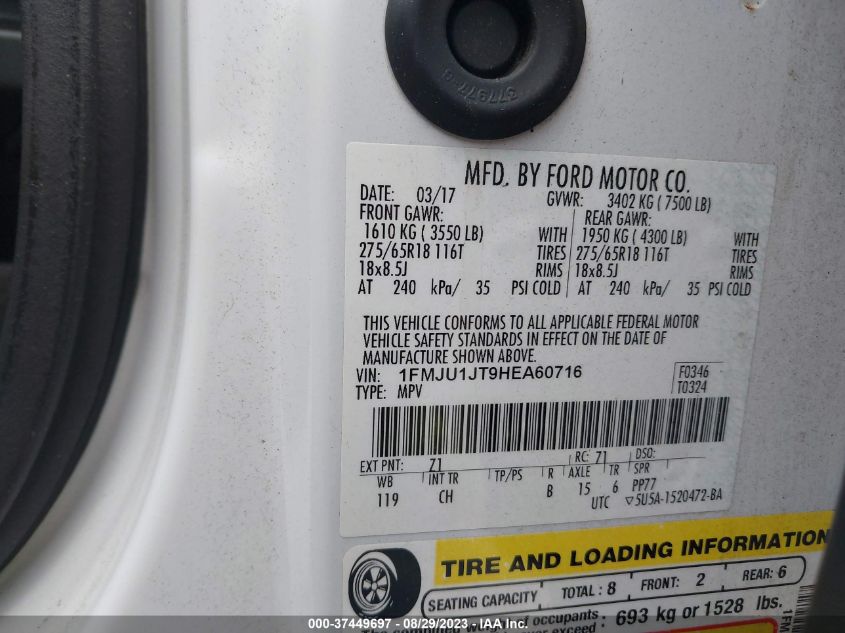 377977 G
MFD. BY FORD MOTOR CO.
DATE: 03/17 GVWR: 3402 KG ( 7500 LB)
FRONT GAWR: REAR GAWR:
1610 KG ( 3550 LB) WITH 1950 KG ( 4300 LB) WITH
275/65R18 116T TIRES 275/65R18 116T TIRES
18x8.5J RIMS 18x8.5J RIMS
AT 240 kPa/ 35 PSI COLD AT 240 kPa/ 35 PSI COLD
THIS VEHICLE CONFORMS TO ALL APPLICABLE FEDERAL MOTOR
VEHICLE SAFETY STANDARDS IN EFFECT ON THE DATE OF
MANUFACTURE SHOWN ABOVE.
VIN: 1FMJU1JT9HEA60716 F0346
TYPE: MPV T0324
EXT PNT: Z1 RC: 71 DSO:
WB INT TR TP/PS R AXLE TR SPR
119 CH B 15 6 PP77
UTC ▽5U5A-1520472-BA
TIRE AND LOADING INFORMATION
SEATING CAPACITY TOTAL : 8 FRONT: 2 REAR: 6
The combined of occupants : 693 kg or 1528 lbs.
000-37449697 - 08/29/2023 - IAA Inc.